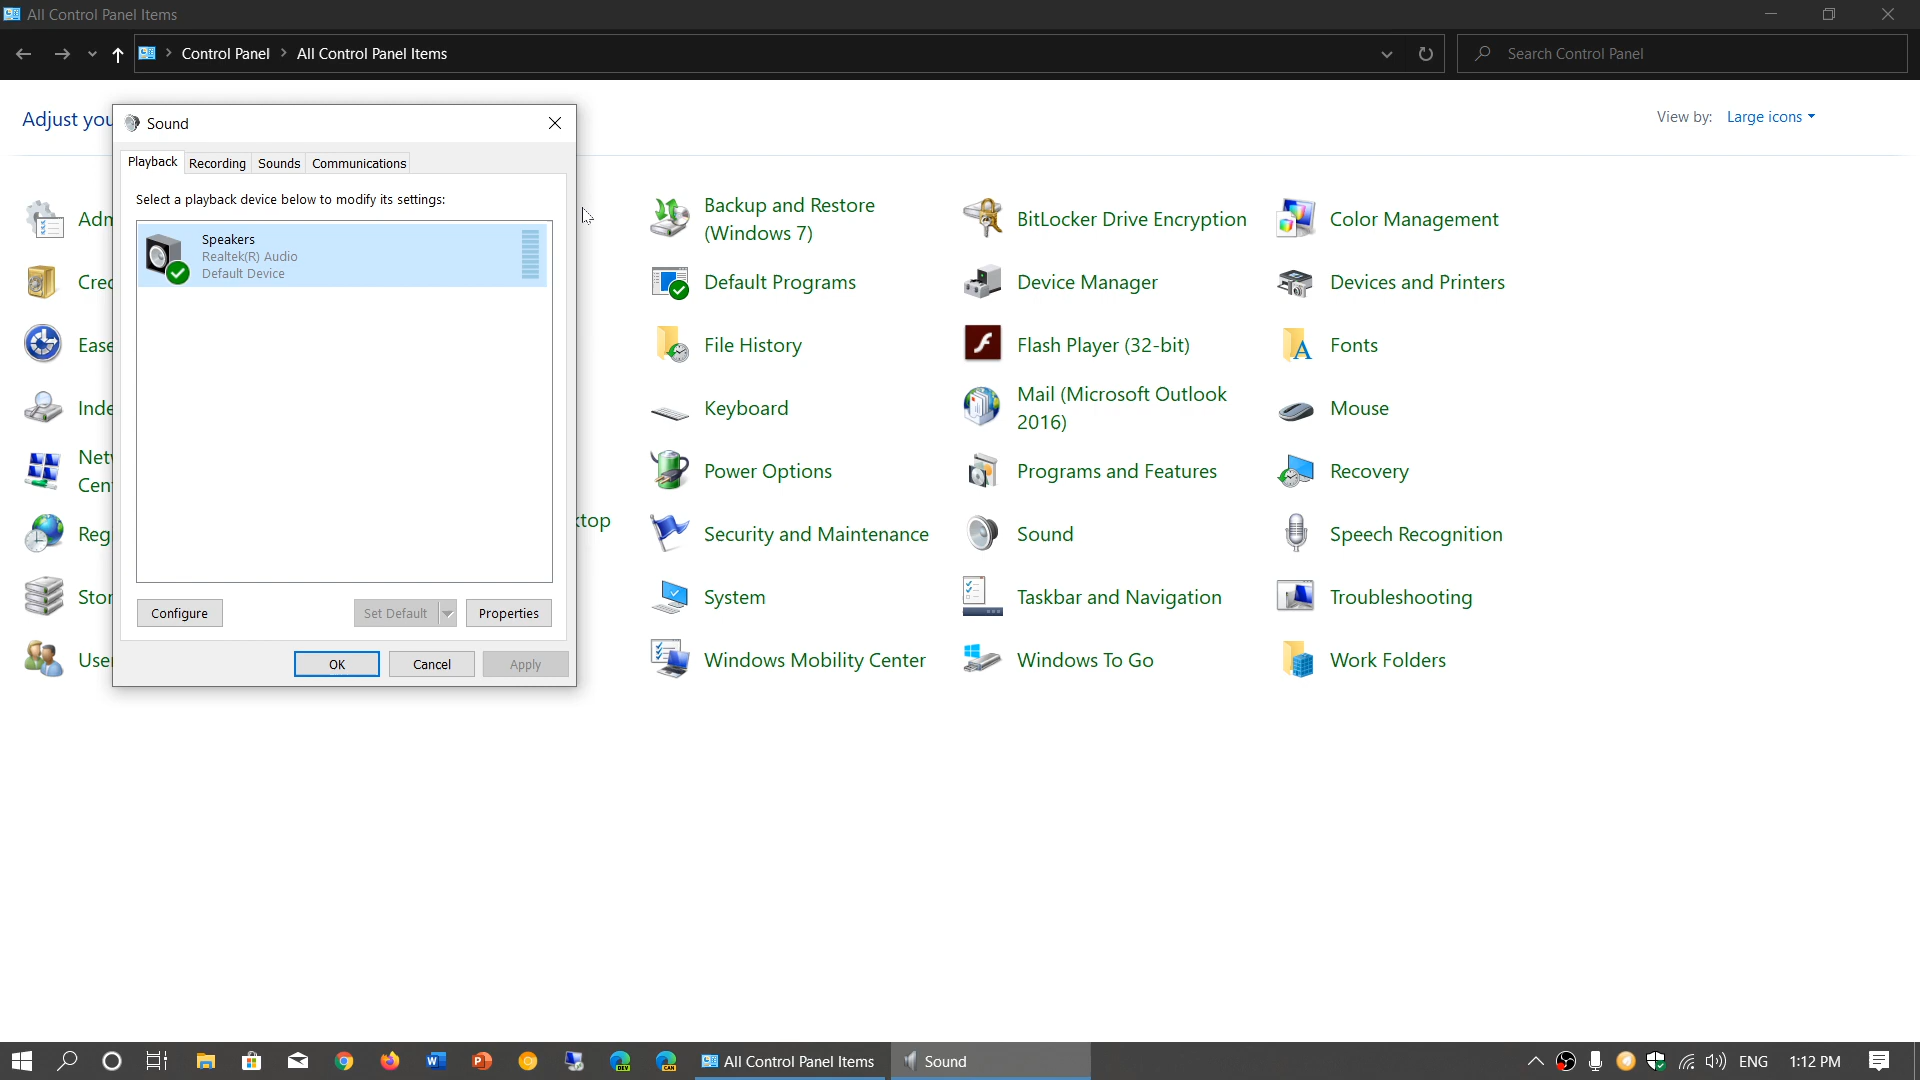 All Control Panel Items
Control Panel
All Control Panel Items
Search Control Panel
Adjust you
View by:
Large icons
Sound
Playback
Recording
Sounds
Communications
Select a playback device below to modify its settings:
Speakers
Realtek(R) Audio
Default Device
Configure
Set Default
Properties
OK
Cancel
Apply
Adm
Backup and Restore
(Windows 7)
BitLocker Drive Encryption
Color Management
Cred
Default Programs
Device Manager
Devices and Printers
Ease
File History
Flash Player (32-bit)
Fonts
Inde
Keyboard
Mail (Microsoft Outlook
2016)
Mouse
Netw
Cen
Power Options
Programs and Features
Recovery
Regi
ktop
Security and Maintenance
Sound
Speech Recognition
Stor
System
Taskbar and Navigation
Troubleshooting
User
Windows Mobility Center
Windows To Go
Work Folders
DEV
CAN
All Control Panel Items
Sound
ENG
1:12 PM